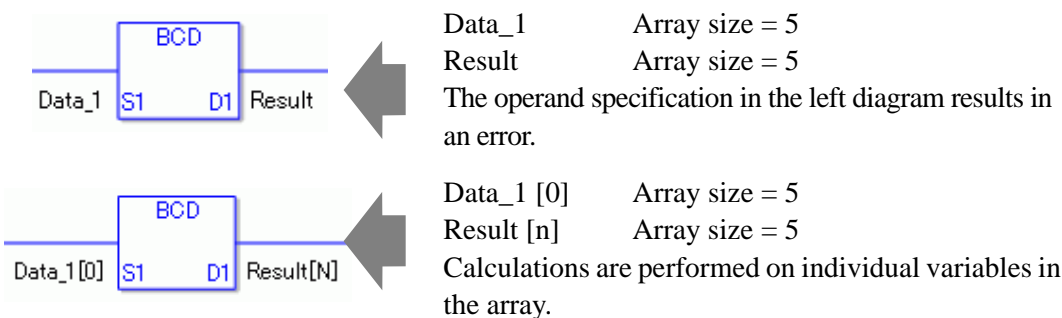 BCD
Data_1 S1 D1 Result
Data_1 Array size = 5
Result Array size = 5
The operand specification in the left diagram results in
an error.
BCD
Data_1[0] S1 D1 Result[N]
Data_1 [0] Array size = 5
Result [n] Array size = 5
Calculations are performed on individual variables in
the array.